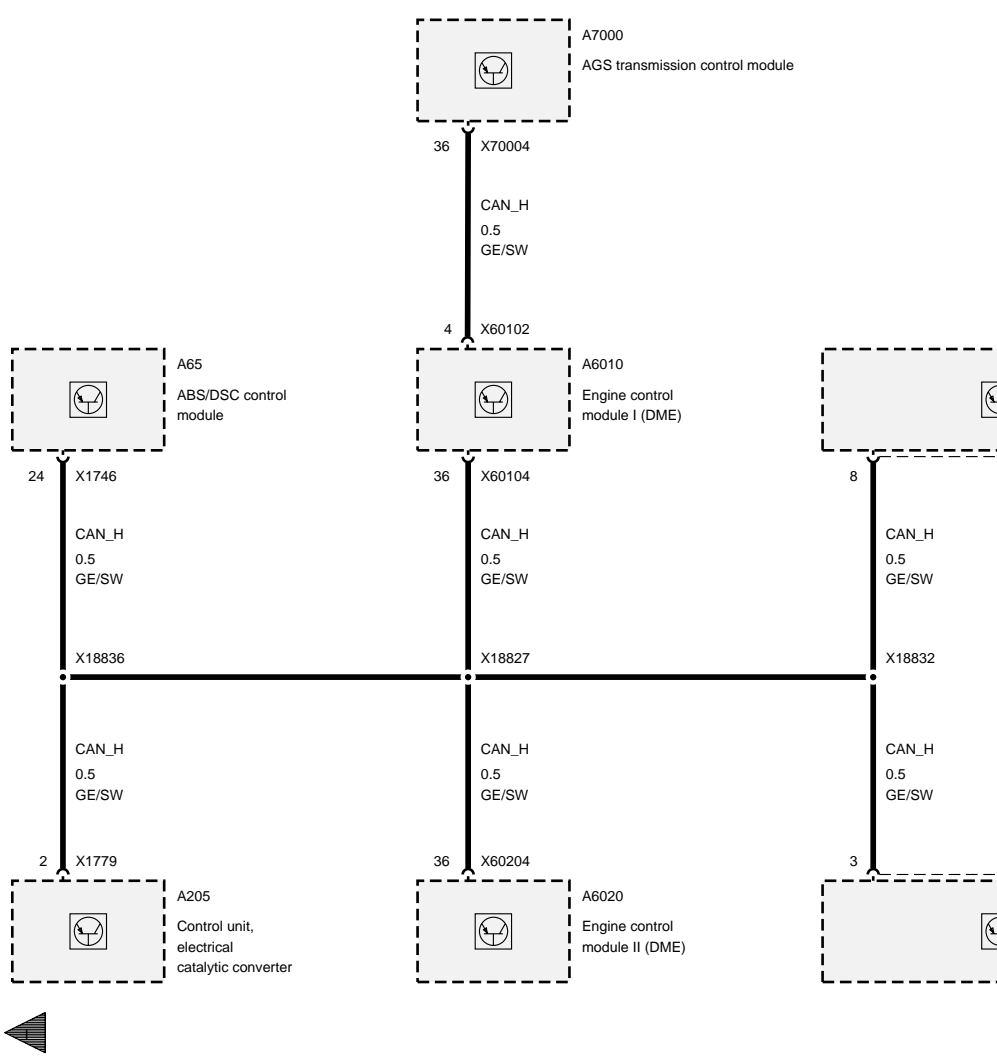 A7000
AGS transmission control module
36 X70004
CAN_H
0.5
GE/SW
4 X60102
A65
ABS/DSC control
module
A6010
Engine control
module I (DME)
24 X1746
36 X60104
8
CAN_H
0.5
GE/SW
CAN_H
0.5
GE/SW
CAN_H
0.5
GE/SW
X18836
X18827
X18832
CAN_H
0.5
GE/SW
CAN_H
0.5
GE/SW
CAN_H
0.5
GE/SW
2 X1779
36 X60204
3
A205
Control unit,
electrical
catalytic converter
A6020
Engine control
module II (DME)